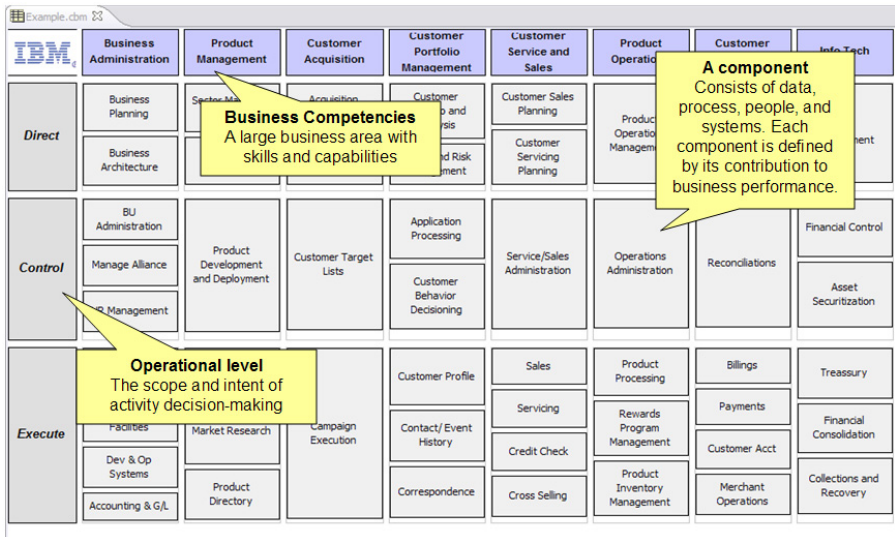 Example.cbm
IBM
Business
Administration
Product
Management
Customer
Acquisition
Customer
Portfolio
Management
Customer
Service and
Sales
Product
Customer
Info Tech
Direct
Business
Planning
Business
Architecture
Acquisition
Customer
and
Risk
Customer Sales
Planning
Customer
Servicing
Planning
Business Competencies
A large business area with
skills and capabilities
A component
Consists of data,
process, people, and
systems. Each
component is defined
by its contribution to
business performance.
Control
BU
Administration
Manage Alliance
Management
Product
Development
and Deployment
Customer Target
Lists
Application
Processing
Customer
Behavior
Decisioning
Service/Sales
Administration
Operations
Administration
Reconciliations
Financial Control
Asset
Securitization
Operational level
The scope and intent of
activity decision-making
Execute
Facilities
Dev & Op
Systems
Accounting & G/L
Market Research
Product
Directory
Campaign
Execution
Customer Profile
Contact/ Event
History
Correspondence
Sales
Servicing
Credit Check
Cross Selling
Product
Processing
Rewards
Program
Management
Product
Inventory
Management
Billings
Payments
Customer Acct
Merchant
Operations
Treassury
Financial
Consolidation
Collections and
Recovery